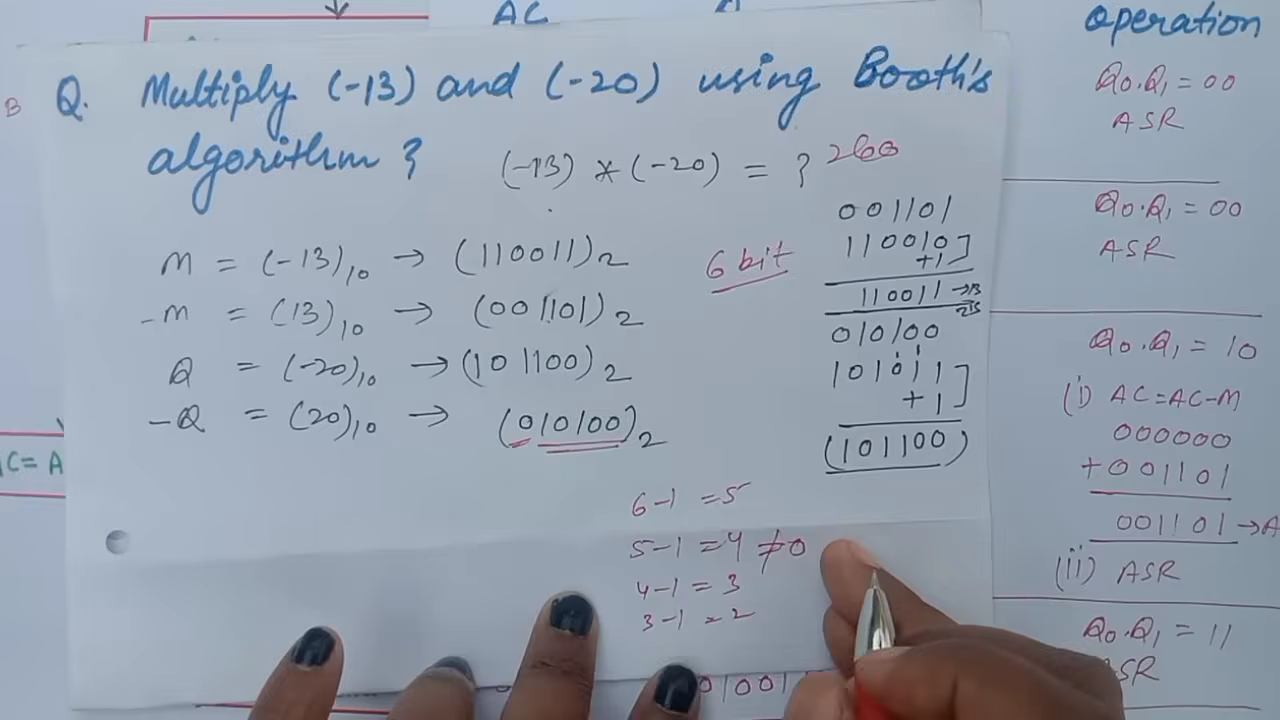 AC
operation
B
Q. Multiply (-13) and (-20) using Booth's
algorithm ?
(-13) * (-20) = ?
M = (-13)10 → (110011)2
-M = (13)10 → (001101)2
Q = (-20)10 → (101100)2
-Q = (20)10 → (010100)2
6 bit
001101
110010
+1
110011
010100
101011
+1
(101100)
6-1 = 5
5-1 = 4 ≠ 0
4-1 = 3
3-1 = 2
Q0.Q1 = 00
ASR
Q0.Q1 = 00
ASR
Q0.Q1 = 10
(i) AC=AC-M
000000
+001101
001101 → A
(ii) ASR
Q0.Q1 = 11
ASR
C= A